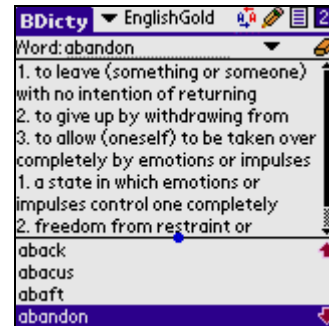 BDicty EnglishGold 2
Word: abandon
1. to leave (something or someone)
with no intention of returning
2. to give up by withdrawing from
3. to allow (oneself) to be taken over
completely by emotions or impulses
1. a state in which emotions or
impulses control one completely
2. freedom from restraint or
aback
abacus
abaft
abandon